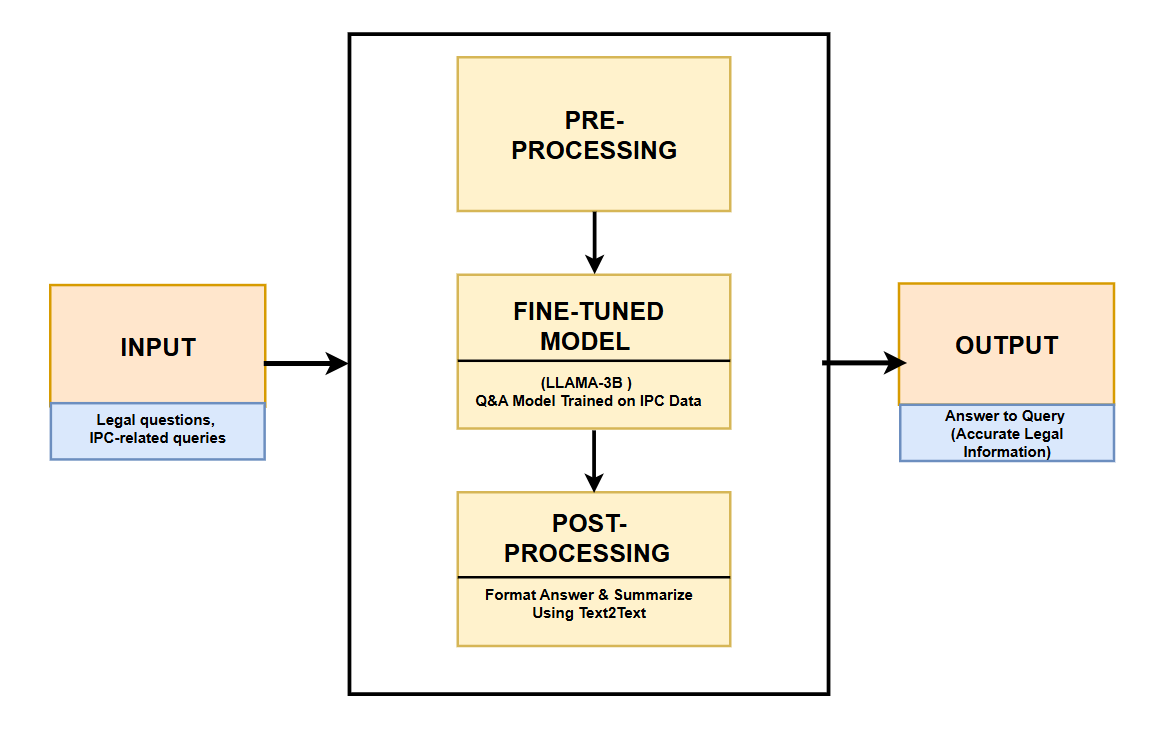 INPUT
Legal questions,
IPC-related queries
PRE-
PROCESSING
FINE-TUNED
MODEL
(LLAMA-3B )
Q&A Model Trained on IPC Data
POST-
PROCESSING
Format Answer & Summarize
Using Text2Text
OUTPUT
Answer to Query
(Accurate Legal
Information)